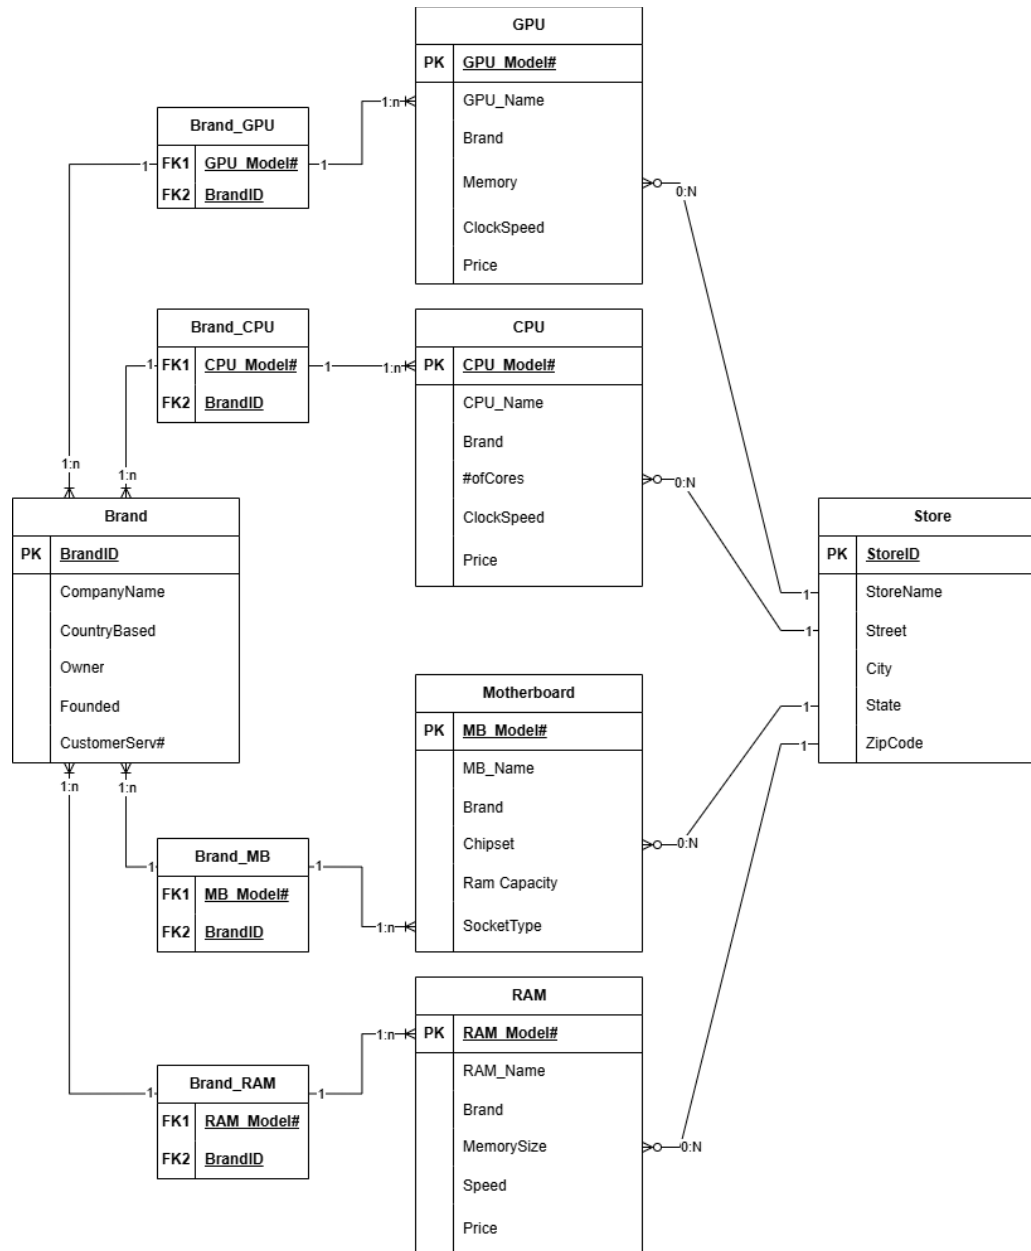 GPU
PK GPU_Model#
GPU_Name
Brand
Memory
ClockSpeed
Price
1:n
0:N
Brand_GPU
FK1 GPU_Model#
FK2 BrandID
1
1
1:n
Brand_CPU
FK1 CPU_Model#
FK2 BrandID
1
1
1:n
CPU
PK CPU_Model#
CPU_Name
Brand
#ofCores
ClockSpeed
Price
1:n
0:N
Brand
PK BrandID
CompanyName
CountryBased
Owner
Founded
CustomerServ#
1:n
1:n
Store
PK StoreID
StoreName
Street
City
State
ZipCode
1
1
1
1
Motherboard
PK MB_Model#
MB_Name
Brand
Chipset
Ram Capacity
SocketType
0:N
1:n
Brand_MB
FK1 MB_Model#
FK2 BrandID
1
1
RAM
PK RAM_Model#
RAM_Name
Brand
MemorySize
Speed
Price
1:n
0:N
Brand_RAM
FK1 RAM_Model#
FK2 BrandID
1
1